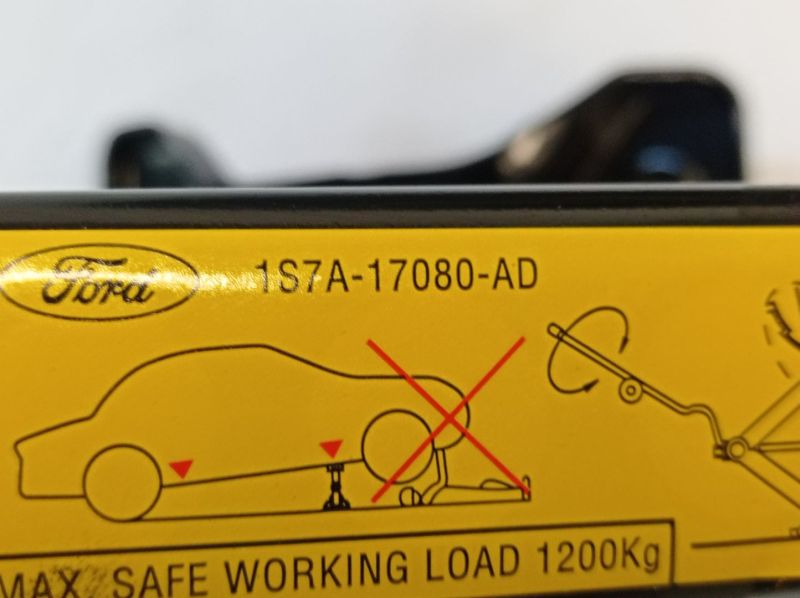 Ford
1S7A-17080-AD
MAX SAFE WORKING LOAD 1200Kg